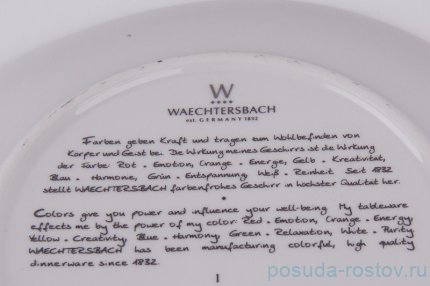 W
WAECHTERSBACH
est. GERMANY 1832
Farben geben Kraft und tragen zum Wohlbefinden von
Körper und Geist bei. Die Wirkung meines Geschirrs ist die Wirkung
der Farbe: Rot . Emotion, Orange . Energie, Gelb . Kreativität,
Blau . Harmonie, Grün . Entspannung, Weiß . Reinheit. Seit 1832
stellt WAECHTERSBACH farbenfrohes Geschirr in höchster Qualität her.
Colors give you power and influence your well-being. My tableware
effects me by the power of my color: Red . Emotion, Orange . Energy,
Yellow . Creativity, Blue . Harmony, Green . Relaxation, White . Purity.
WAECHTERSBACH has been manufacturing colorful, high quality
dinnerware since 1832.
1
posuda-rostov.ru